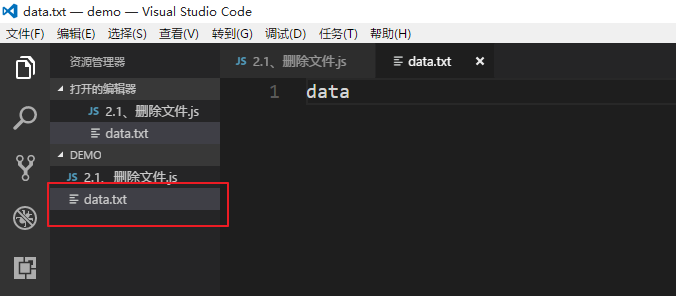 data.txt — demo — Visual Studio Code
文件(F) 编辑(E) 选择(S) 查看(V) 转到(G) 调试(D) 任务(T) 帮助(H)
资源管理器
JS 2.1、删除文件.js data.txt ×
打开的编辑器
1 data
JS 2.1、删除文件.js
data.txt
DEMO
JS 2.1、删除文件.js
data.txt